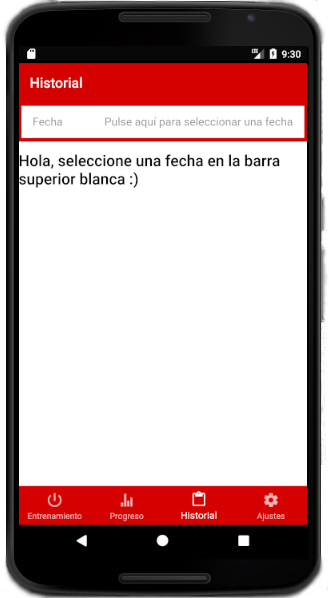 9:30
Historial
Fecha Pulse aquí para seleccionar una fecha
Hola, seleccione una fecha en la barra
superior blanca :)
Entrenamiento Progreso Historial Ajustes